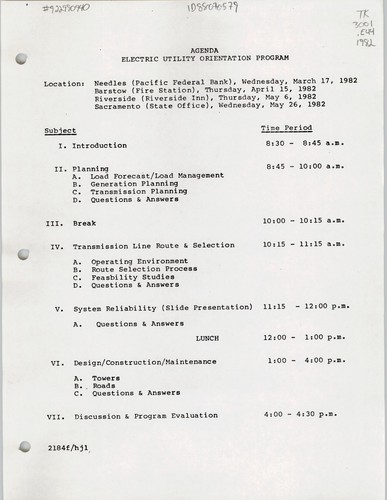 #922990940
ID88X40579
TK
3001
.E44
1982
AGENDA
ELECTRIC UTILITY ORIENTATION PROGRAM
Location: Needles (Pacific Federal Bank), Wednesday, March 17, 1982
Barstow (Fire Station), Thursday, April 15, 1982
Riverside (Riverside Inn), Thursday, May 6, 1982
Sacramento (State Office), Wednesday, May 26, 1982
Subject Time Period
I. Introduction 8:30 - 8:45 a.m.
II. Planning 8:45 - 10:00 a.m.
A. Load Forecast/Load Management
B. Generation Planning
C. Transmission Planning
D. Questions & Answers
III. Break 10:00 - 10:15 a.m.
IV. Transmission Line Route & Selection 10:15 - 11:15 a.m.
A. Operating Environment
B. Route Selection Process
C. Feasbility Studies
D. Questions & Answers
V. System Reliability (Slide Presentation) 11:15 - 12:00 p.m.
A. Questions & Answers
LUNCH 12:00 - 1:00 p.m.
VI. Design/Construction/Maintenance 1:00 - 4:00 p.m.
A. Towers
B. Roads
C. Questions & Answers
VII. Discussion & Program Evaluation 4:00 - 4:30 p.m.
2184f/hjl